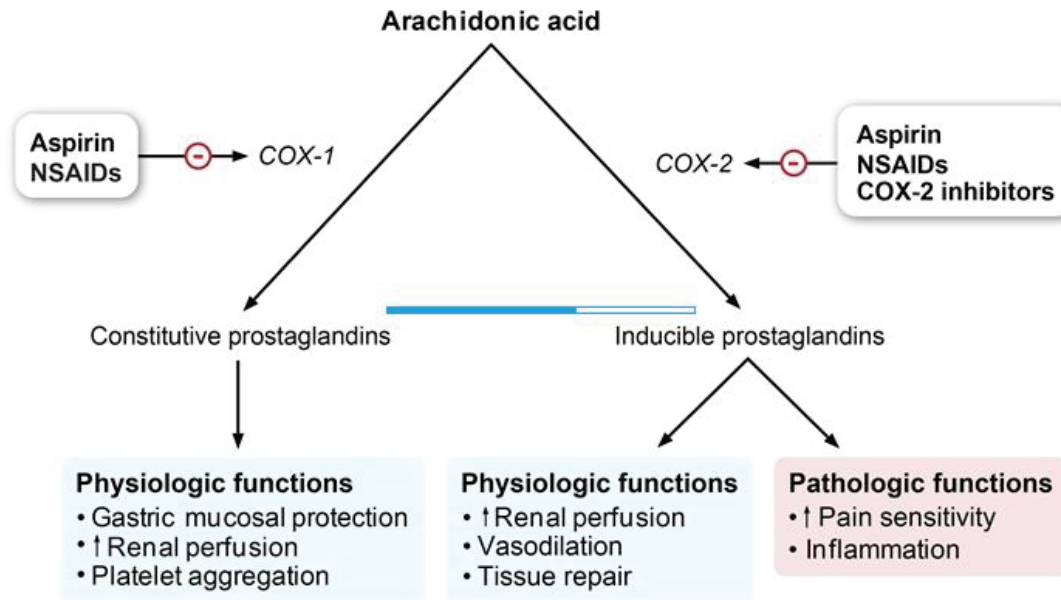 Arachidonic acid
Aspirin
NSAIDs
COX-1
COX-2
Aspirin
NSAIDs
COX-2 inhibitors
Constitutive prostaglandins
Inducible prostaglandins
Physiologic functions
• Gastric mucosal protection
• ↑Renal perfusion
• Platelet aggregation
Physiologic functions
• ↑Renal perfusion
• Vasodilation
• Tissue repair
Pathologic functions
• ↑ Pain sensitivity
• Inflammation